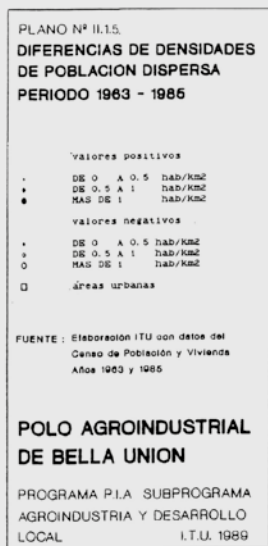 PLANO Nº II.1.5.
DIFERENCIAS DE DENSIDADES
DE POBLACION DISPERSA
PERIODO 1963 - 1985
valores positivos
DE 0 A 0.5 hab/km2
DE 0.5 A 1 hab/km2
MAS DE 1 hab/km2
valores negativos
DE 0 A 0.5 hab/km2
DE 0.5 A 1 hab/km2
MAS DE 1 hab/km2
áreas urbanas
FUENTE : Elaboración ITU con datos del
Censo de Población y Vivienda
Años 1963 y 1985
POLO AGROINDUSTRIAL
DE BELLA UNION
PROGRAMA P.I.A SUBPROGRAMA
AGROINDUSTRIA Y DESARROLLO
LOCAL I.T.U. 1989